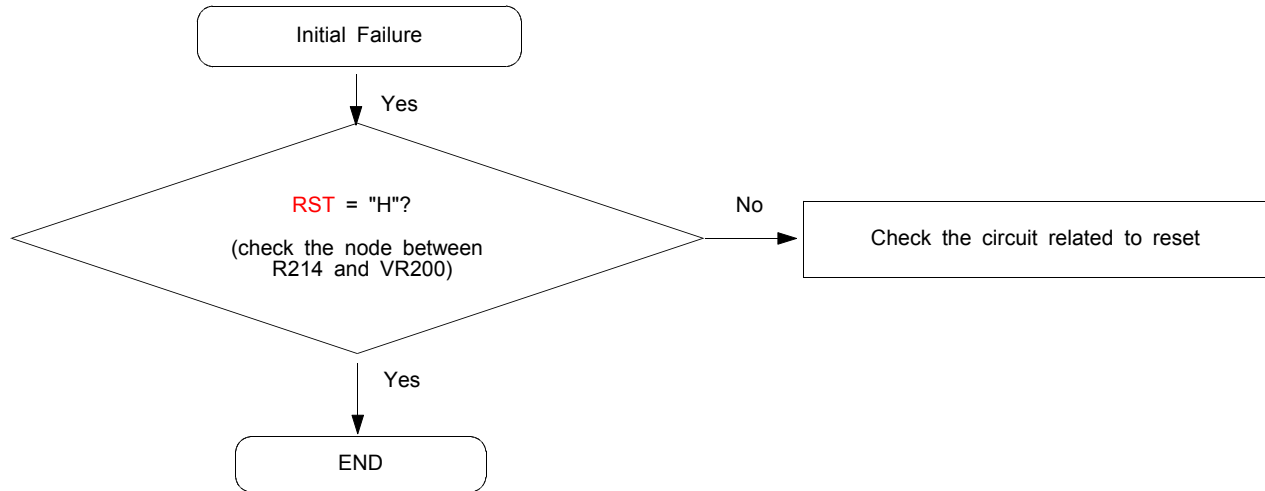 Initial Failure
Yes
RST = "H"?
(check the node between
R214 and VR200)
No
Check the circuit related to reset
Yes
END